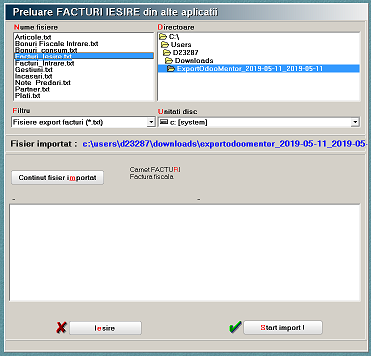 Preluare FACTURI IESIRE din alte aplicatii
Nume fisiere
Directoare
Articole.txt
Bonuri Fiscale Intrare.txt
Bonuri_consum.txt
Facturi_Iesire.txt
Facturi_Intrare.txt
Gestiuni.txt
Incasari.txt
Note_Predari.txt
Partner.txt
Plati.txt
C:\
Users
D23287
Downloads
ExportOdooMentor_2019-05-11_2019-05-11
Filtru
Unitati disc
Fisiere export facturi (*.txt)
c: [system]
Fisier importat : c:\users\d23287\downloads\exportodoomentor_2019-05-11_2019-05-
Continut fisier importat
Carnet FACTURI
Factura fiscala
- -
Iesire
Start import !